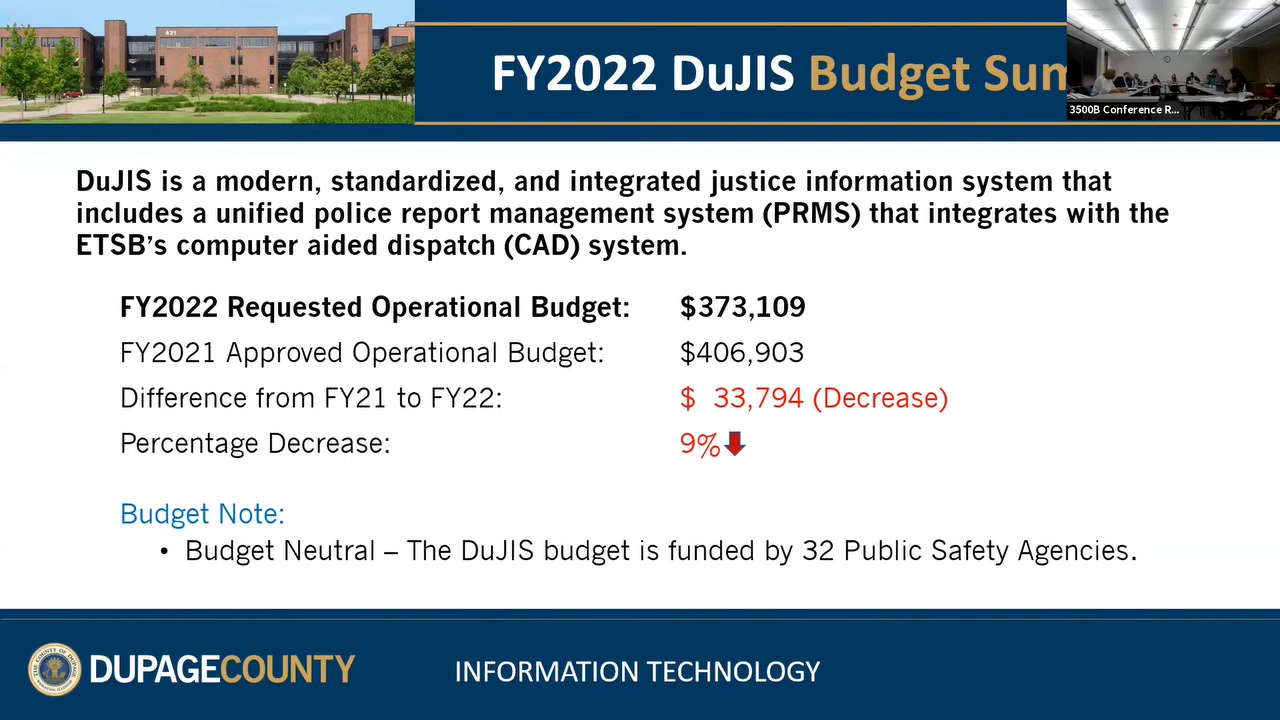 421
FY2022 DuJIS Budget Sum
3500B Conference R...
DuJIS is a modern, standardized, and integrated justice information system that
includes a unified police report management system (PRMS) that integrates with the
ETSB's computer aided dispatch (CAD) system.
FY2022 Requested Operational Budget: $373,109
FY2021 Approved Operational Budget: $406,903
Difference from FY21 to FY22: $ 33,794 (Decrease)
Percentage Decrease: 9%
Budget Note:
• Budget Neutral – The DuJIS budget is funded by 32 Public Safety Agencies.
DUPAGECOUNTY
INFORMATION TECHNOLOGY